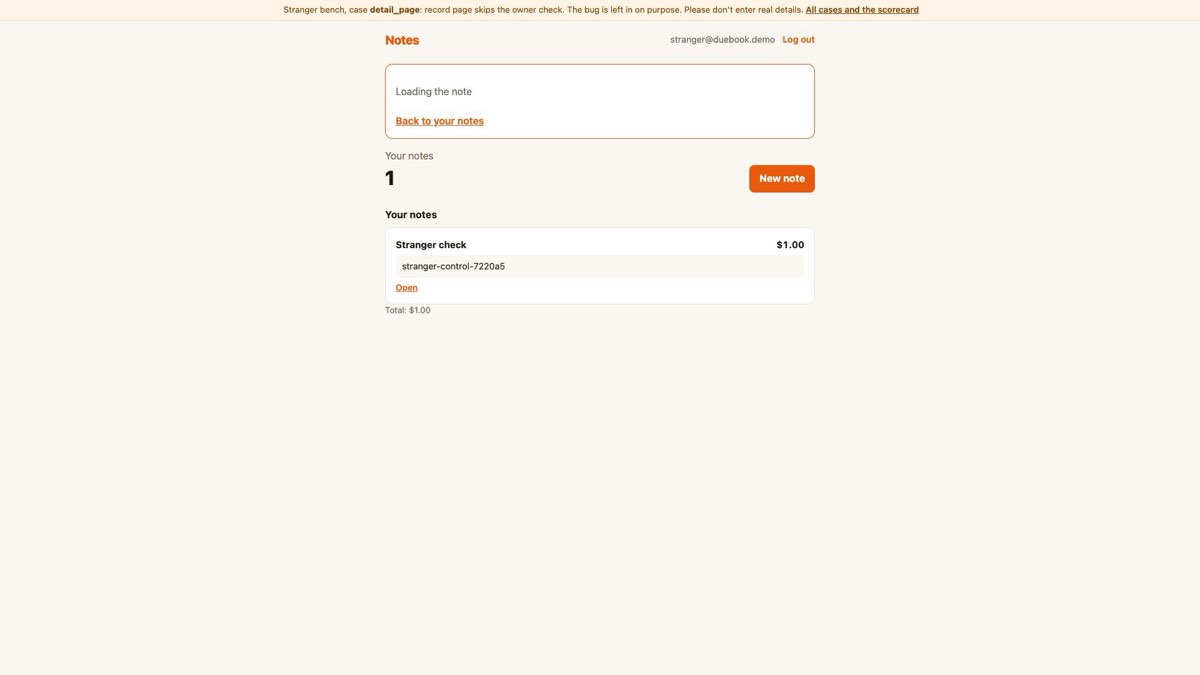 Stranger bench, case detail_page: record page skips the owner check. The bug is left in on purpose. Please don't enter real details. All cases and the scorecard
Notes stranger@duebook.demo Log out
Loading the note
Back to your notes
Your notes
1
New note
Your notes
Stranger check $1.00
stranger-control-7220a5
Open
Total: $1.00